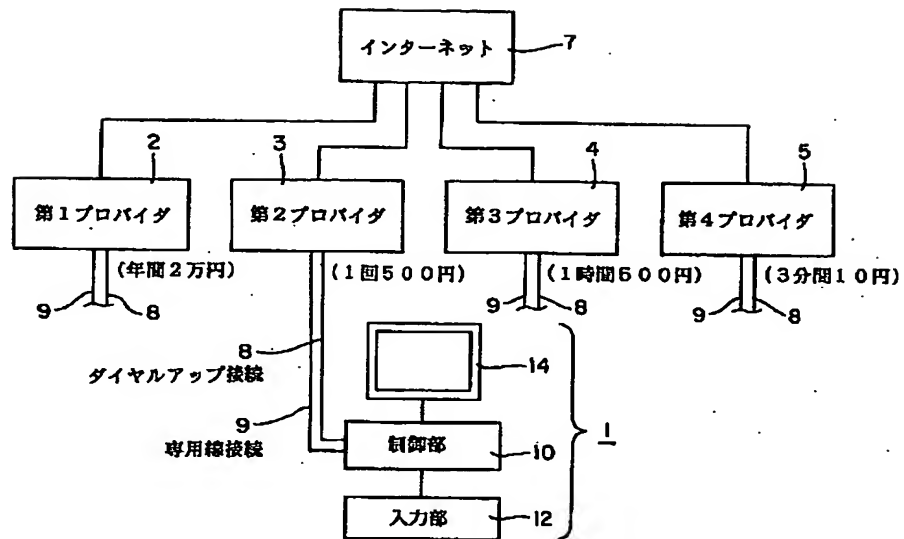 インターネット
7
2
3
4
5
第1プロバイダ
第2プロバイダ
第3プロバイダ
第4プロバイダ
(年間2万円)
(1回500円)
(1時間600円)
(3分間10円)
9
8
9
8
9
8
8
ダイヤルアップ接続
14
9
専用線接続
制御部
10
1
入力部
12